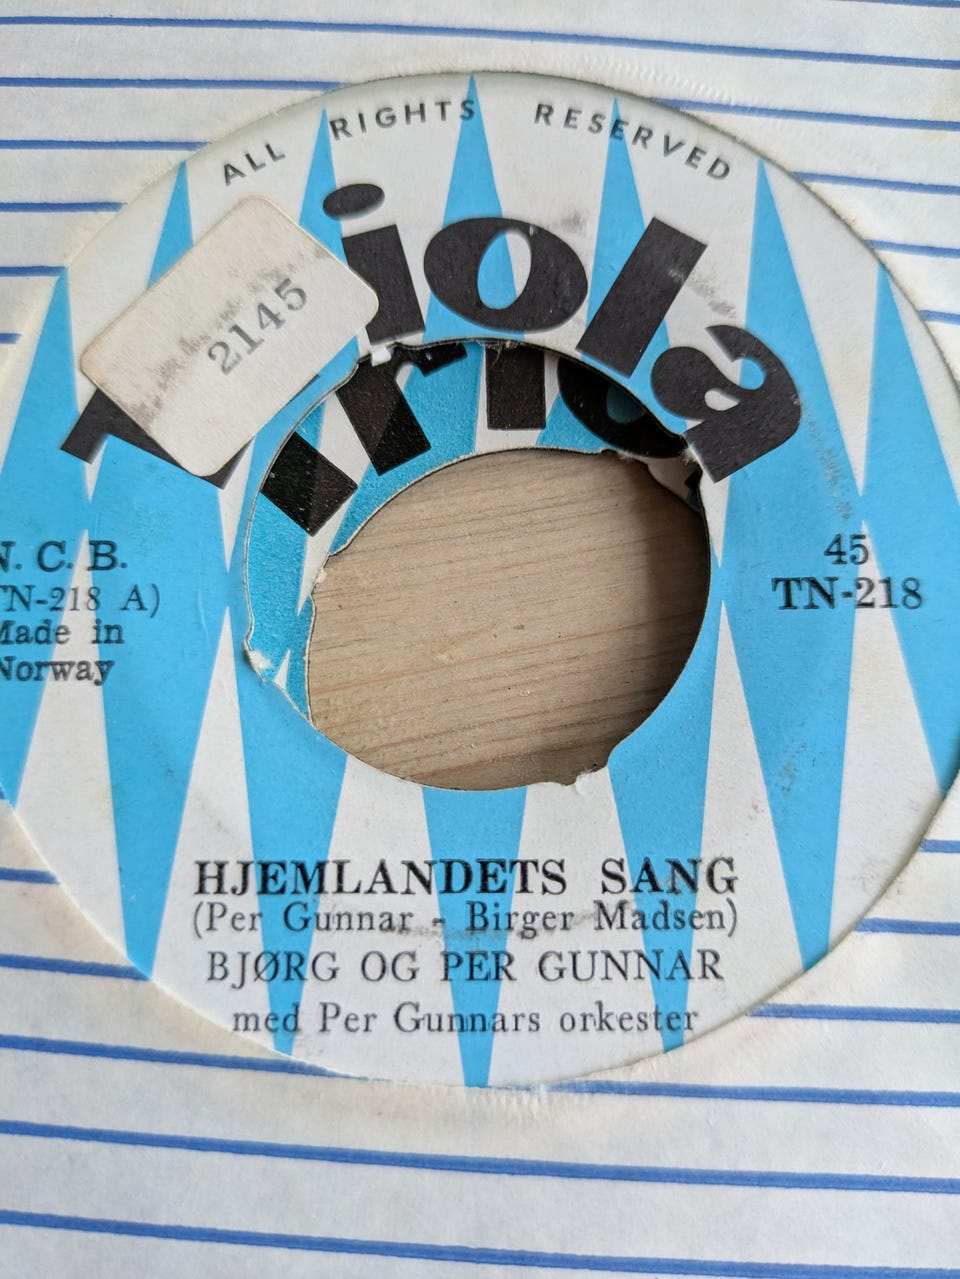 ALL RIGHTS RESERVED
Triola
2145
N. C. B.
TN-218 A)
Made in
Norway
45
TN-218
HJEMLANDETS SANG
(Per Gunnar - Birger Madsen)
BJØRG OG PER GUNNAR
med Per Gunnars orkester